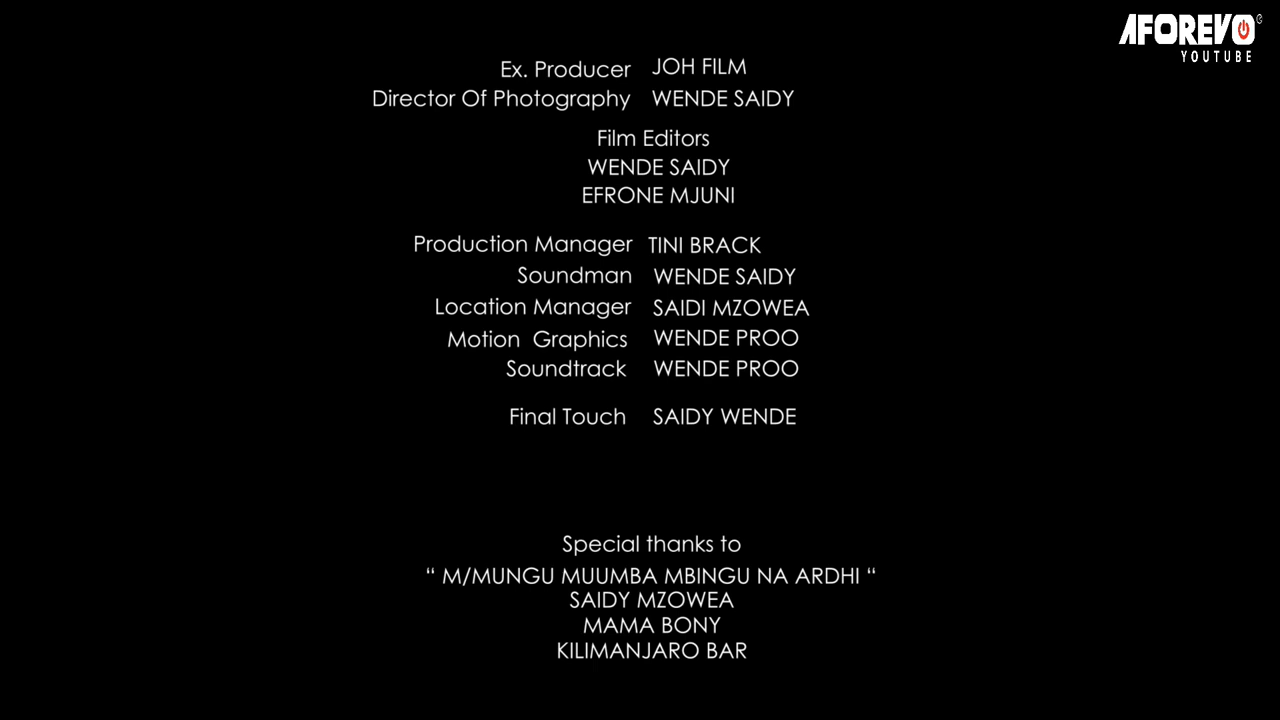 AFOREVO
YOUTUBE
Ex. Producer JOH FILM
Director Of Photography WENDE SAIDY
Film Editors
WENDE SAIDY
EFRONE MJUNI
Production Manager TINI BRACK
Soundman WENDE SAIDY
Location Manager SAIDI MZOWEA
Motion  Graphics WENDE PROO
Soundtrack WENDE PROO
Final Touch SAIDY WENDE
Special thanks to
“ M/MUNGU MUUMBA MBINGU NA ARDHI “
SAIDY MZOWEA
MAMA BONY
KILIMANJARO BAR